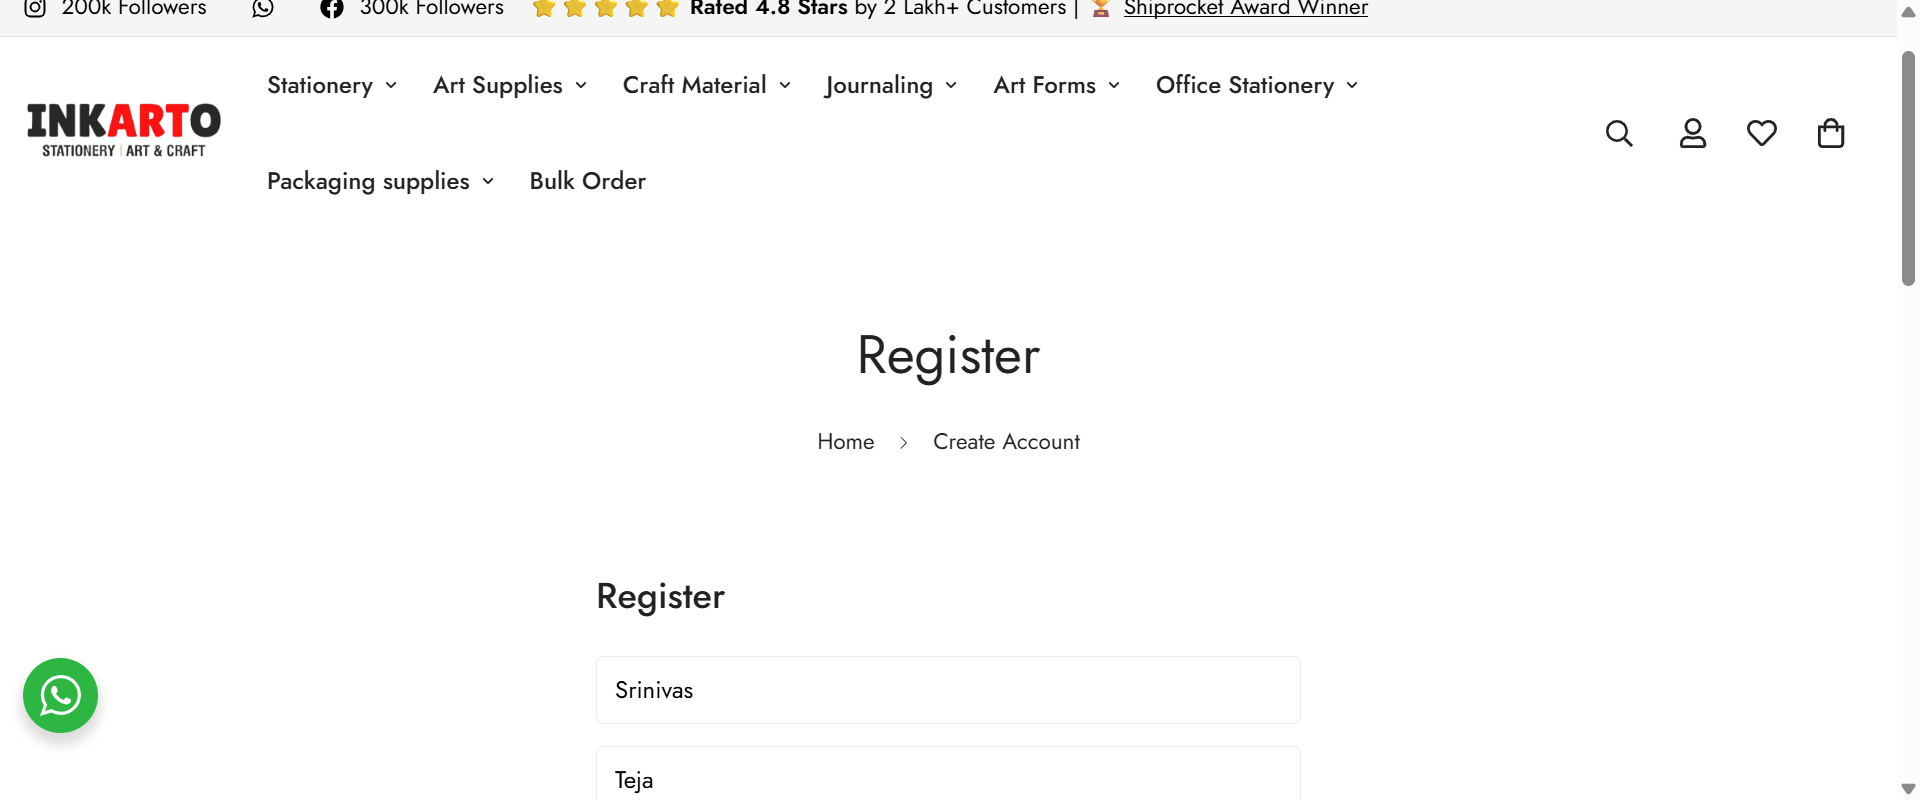 200k Followers 300k Followers Rated 4.8 Stars by 2 Lakh+ Customers | Shiprocket Award Winner
INKARTO
STATIONERY | ART & CRAFT
Stationery Art Supplies Craft Material Journaling Art Forms Office Stationery
Packaging supplies Bulk Order
Register
Home > Create Account
Register
Srinivas
Teja